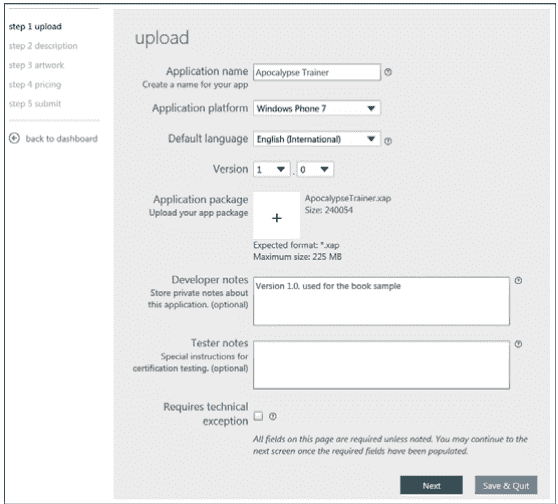 step 1 upload
step 2 description
step 3 artwork
step 4 pricing
step 5 submit
back to dashboard
upload
Application name
Create a name for your app
Apocalypse Trainer
Application platform
Windows Phone 7
Default language
English (International)
Version
1 . 0
Application package
Upload your app package
+
ApocalypseTrainer.xap
Size: 240054
Expected format: *.xap
Maximum size: 225 MB
Developer notes
Store private notes about
this application. (optional)
Version 1.0, used for the book sample
Tester notes
Special instructions for
certification testing. (optional)
Requires technical
exception
All fields on this page are required unless noted. You may continue to the
next screen once the required fields have been populated.
Next
Save & Quit